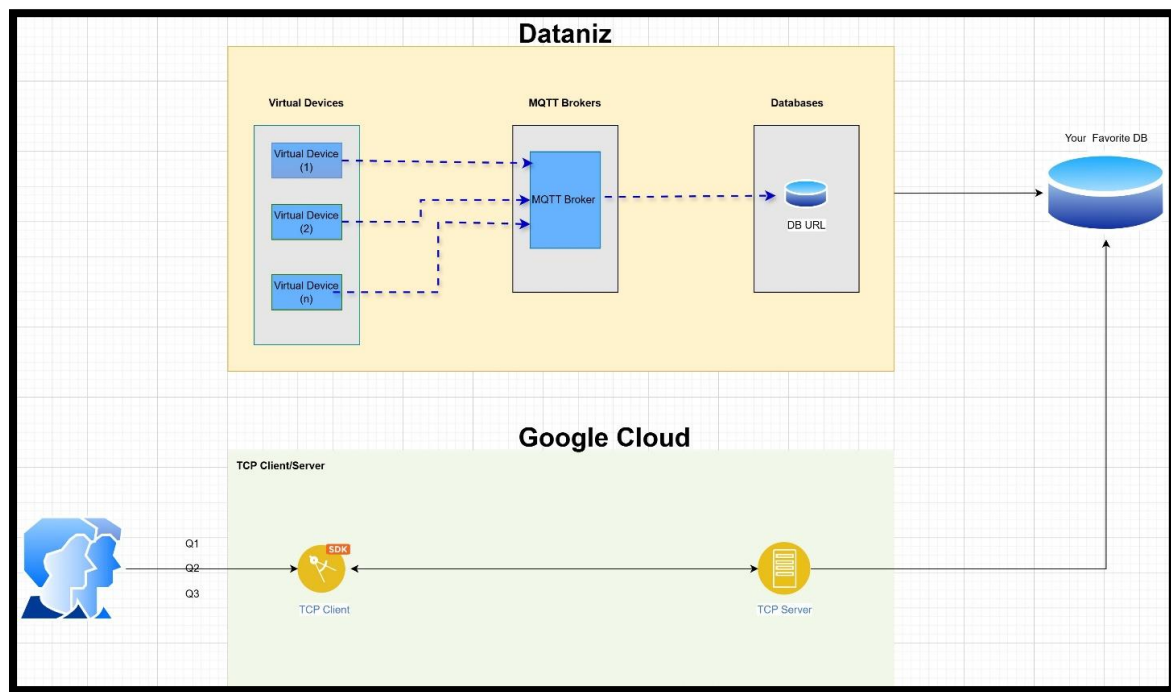 Dataniz
Virtual Devices
MQTT Brokers
Databases
Virtual Device
(1)
Virtual Device
(2)
Virtual Device
(n)
MQTT Broker
DB URL
Your Favorite DB
Google Cloud
TCP Client/Server
Q1
Q2
Q3
SDK
TCP Client
TCP Server